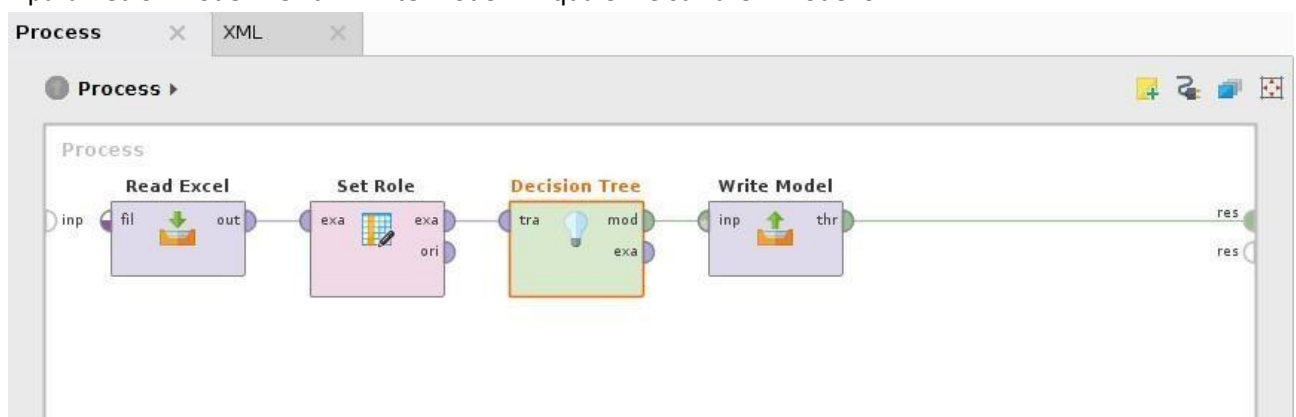 Process XML
Process
Process
Read Excel Set Role Decision Tree Write Model
inp fil out exa exa tra mod inp thr res
ori exa res